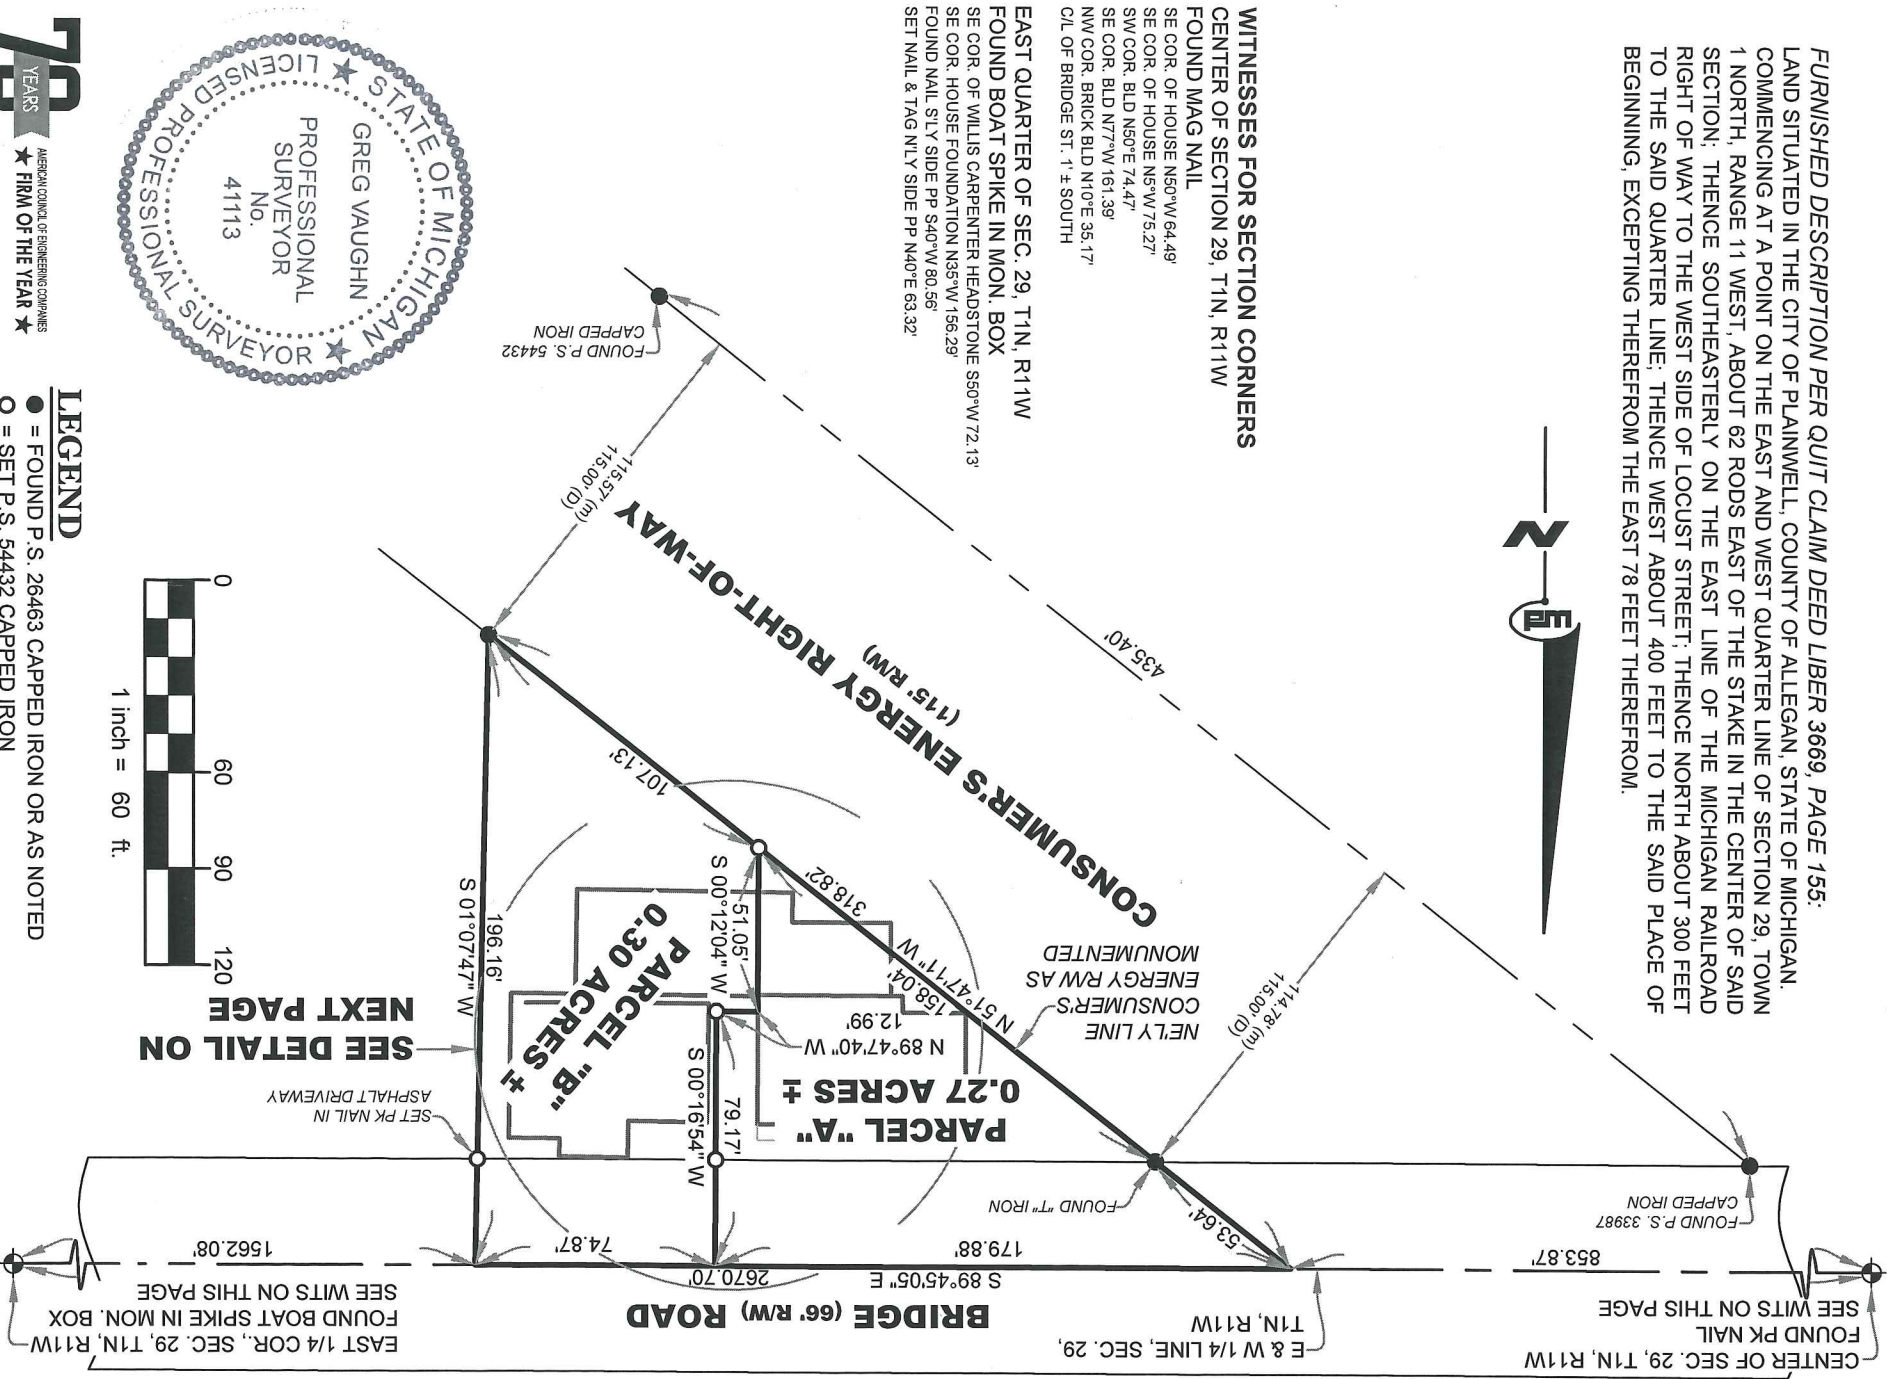 FURNISHED DESCRIPTION PER QUIT CLAIM DEED LIBER 3669, PAGE 155:
LAND SITUATED IN THE CITY OF PLAINWELL, COUNTY OF ALLEGAN, STATE OF MICHIGAN.
COMMENCING AT A POINT ON THE EAST AND WEST QUARTER LINE OF SECTION 29, TOWN
1 NORTH, RANGE 11 WEST, ABOUT 62 RODS EAST OF THE STAKE IN THE CENTER OF SAID
SECTION; THENCE SOUTHEASTERLY ON THE EAST LINE OF THE MICHIGAN RAILROAD
RIGHT OF WAY TO THE WEST SIDE OF LOCUST STREET; THENCE NORTH ABOUT 300 FEET
TO THE SAID QUARTER LINE; THENCE WEST ABOUT 400 FEET TO THE SAID PLACE OF
BEGINNING, EXCEPTING THEREFROM THE EAST 78 FEET THEREFROM.
WITNESSES FOR SECTION CORNERS
CENTER OF SECTION 29, T1N, R11W
FOUND MAG NAIL
SE COR. OF HOUSE N50°W 64.49'
SE COR. OF HOUSE N5°W 75.27'
SW COR. BLD N50°E 74.47'
SE COR. BLD N77°W 161.39'
NW COR. BRICK BLD N10°E 35.17'
C/L OF BRIDGE ST. 1' ± SOUTH
EAST QUARTER OF SEC. 29, T1N, R11W
FOUND BOAT SPIKE IN MON. BOX
SE COR. OF WILLIS CARPENTER HEADSTONE S50°W 72.13'
SE COR. HOUSE FOUNDATION N35°W 156.29'
FOUND NAIL S'LY SIDE PP S40°W 80.56'
SET NAIL & TAG N'LY SIDE PP N40°E 63.32'
N
STATE OF MICHIGAN
GREG VAUGHN
PROFESSIONAL
SURVEYOR
No.
41113
LICENSED PROFESSIONAL SURVEYOR
YEARS
AMERICAN COUNCIL OF ENGINEERING COMPANIES
★ FIRM OF THE YEAR ★
LEGEND
● = FOUND P.S. 26463 CAPPED IRON OR AS NOTED
O = SET P.S. 54432 CAPPED IRON
0 60 90 120
1 inch = 60 ft.
CENTER OF SEC. 29, T1N, R11W
FOUND PK NAIL
SEE WITS ON THIS PAGE
853.87'
E & W 1/4 LINE, SEC. 29,
T1N, R11W
BRIDGE (66' R/W) ROAD
S 89°45'05" E
2670.70'
179.88'
74.87'
1562.08'
EAST 1/4 COR., SEC. 29, T1N, R11W
FOUND BOAT SPIKE IN MON. BOX
SEE WITS ON THIS PAGE
FOUND P.S. 33987
CAPPED IRON
53.64'
FOUND "T" IRON
SET PK NAIL IN
ASPHALT DRIVEWAY
SEE DETAIL ON
NEXT PAGE
PARCEL "A"
0.27 ACRES ±
PARCEL "B"
0.30 ACRES ±
79.17'
S 00°16'54" W
N 89°47'40" W
12.99'
51.05'
S 00°12'04" W
196.16'
S 01°07'47" W
N 51°47'11" W
158.04'
318.82'
107.13'
NE'LY LINE
CONSUMER'S
ENERGY R/W AS
MONUMENTED
114.78' (m)
115.00' (D)
CONSUMER'S ENERGY RIGHT-OF-WAY
(115' R/W)
435.40'
115.57' (m)
115.00' (D)
FOUND P.S. 54432
CAPPED IRON